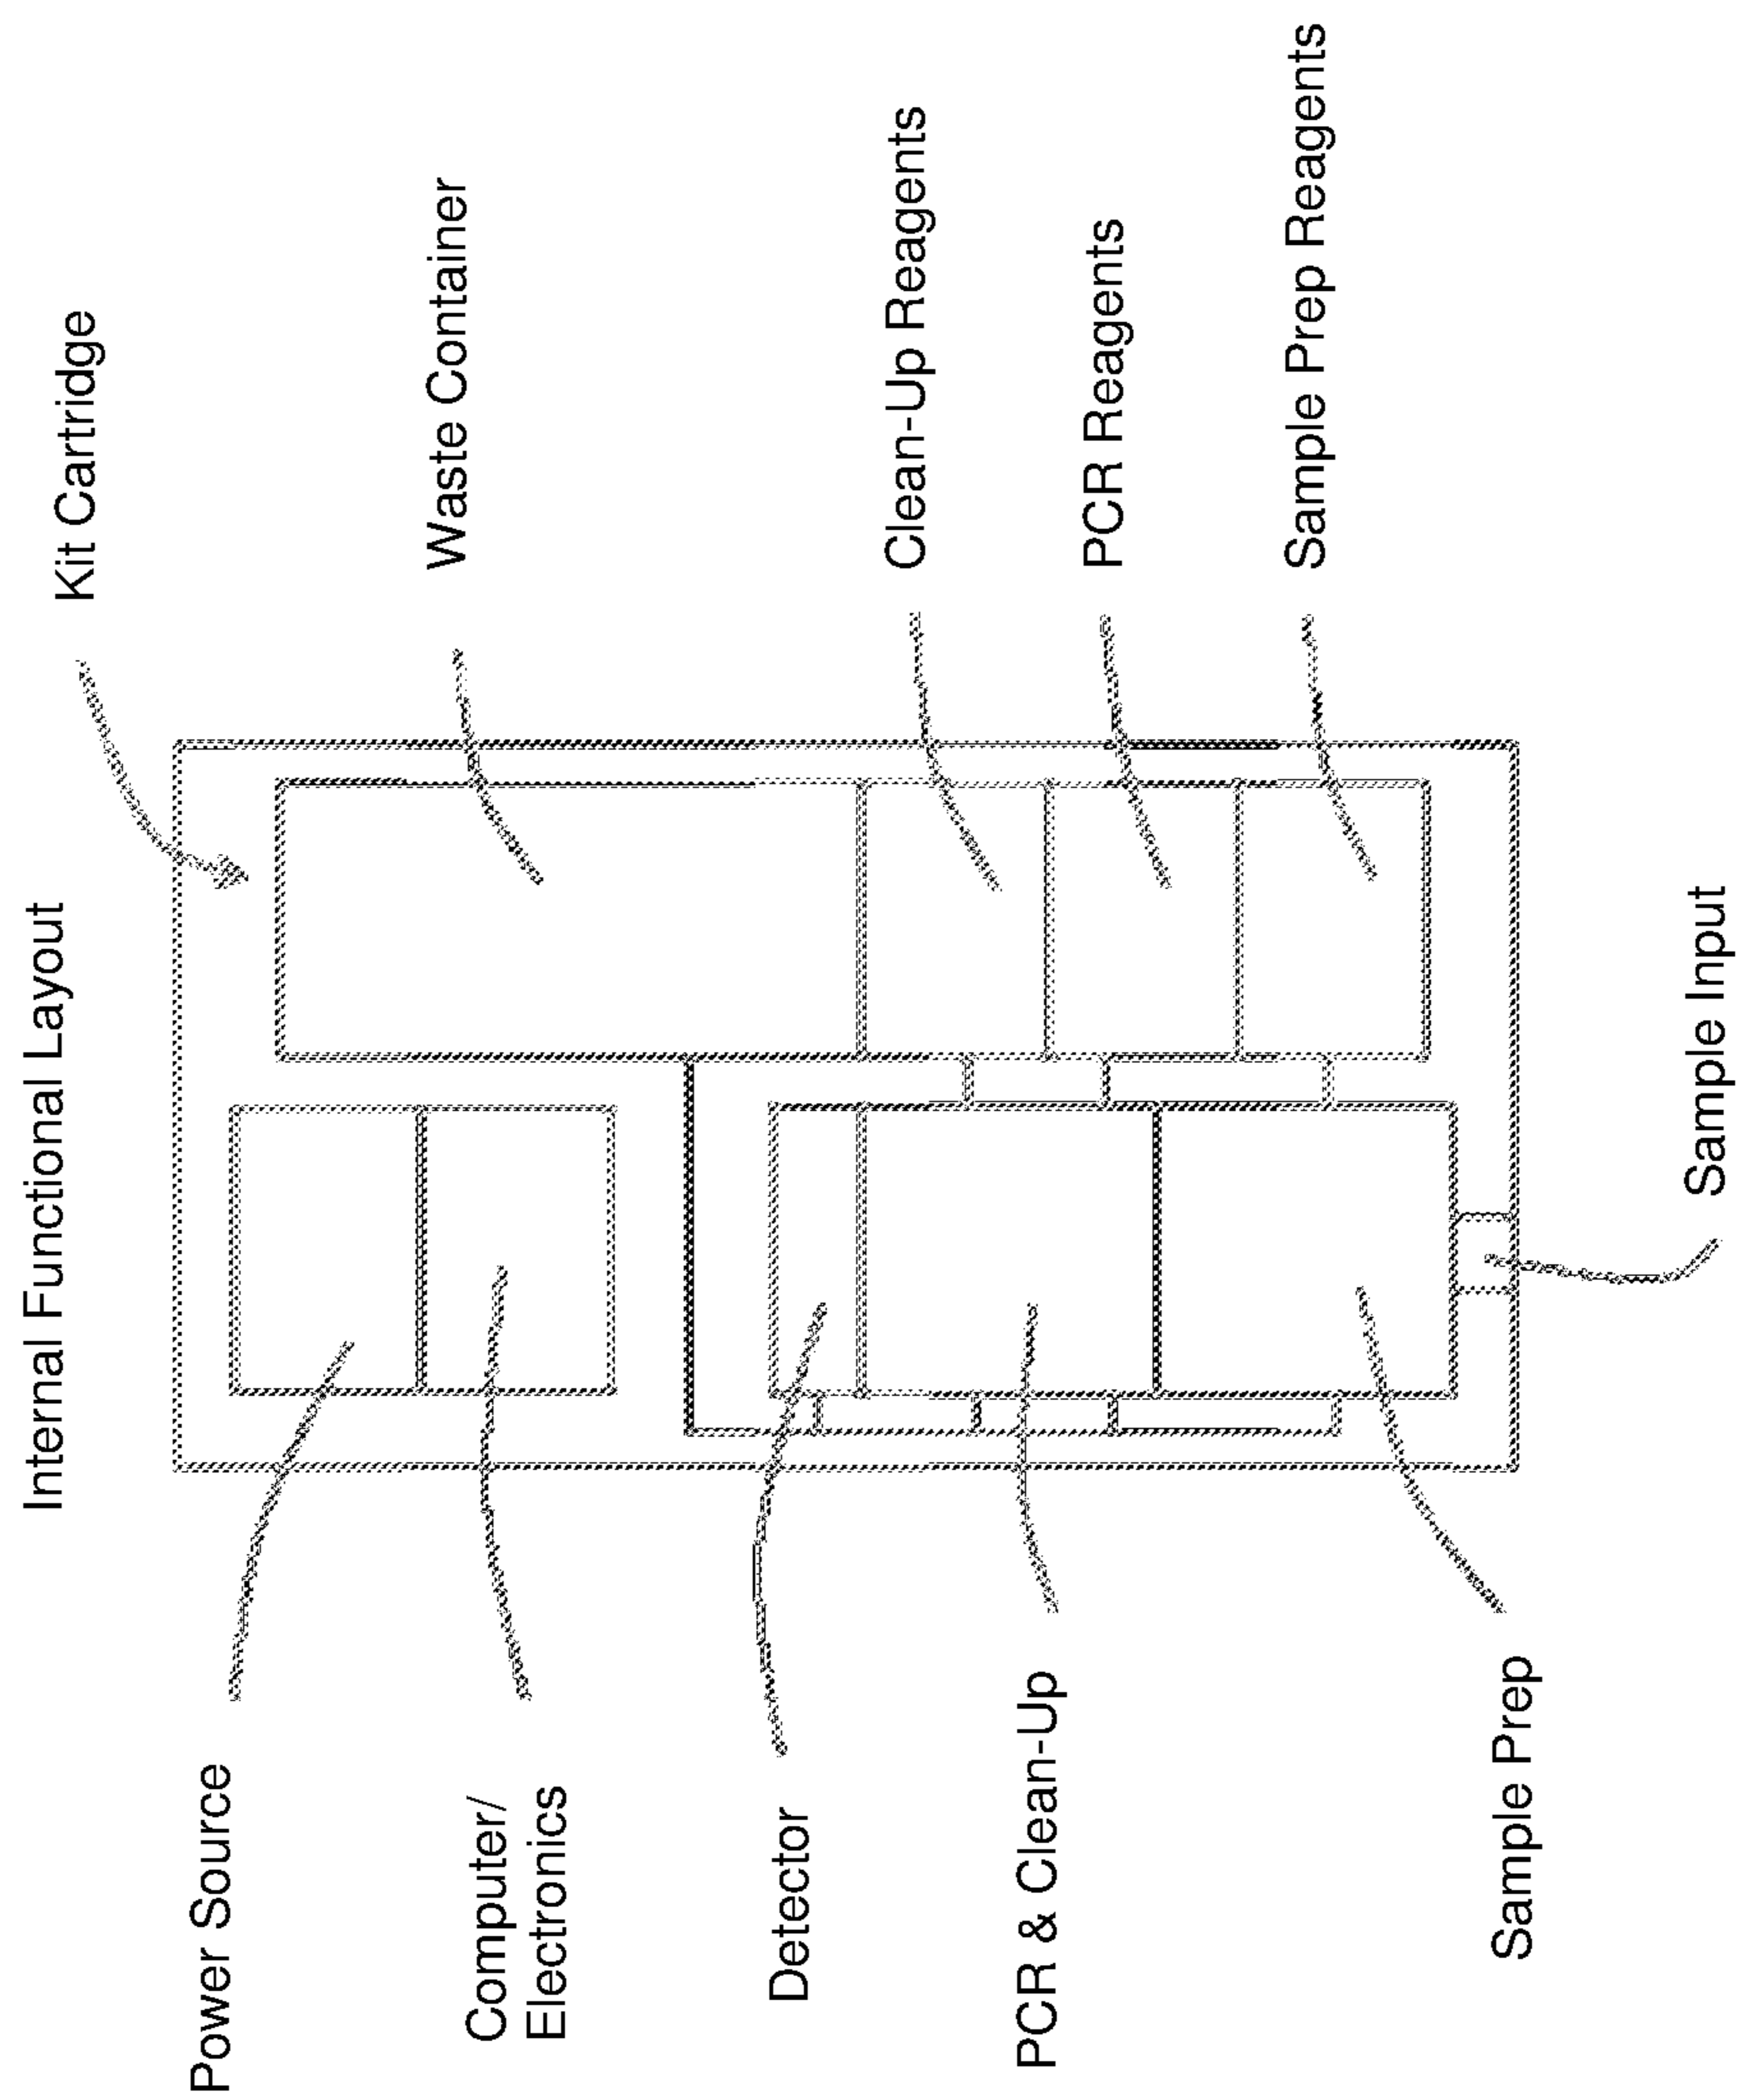 Internal Functional Layout
Kit Cartridge
Power Source
Computer/
Electronics
Detector
PCR & Clean-Up
Sample Prep
Waste Container
Clean-Up Reagents
PCR Reagents
Sample Prep Reagents
Sample Input